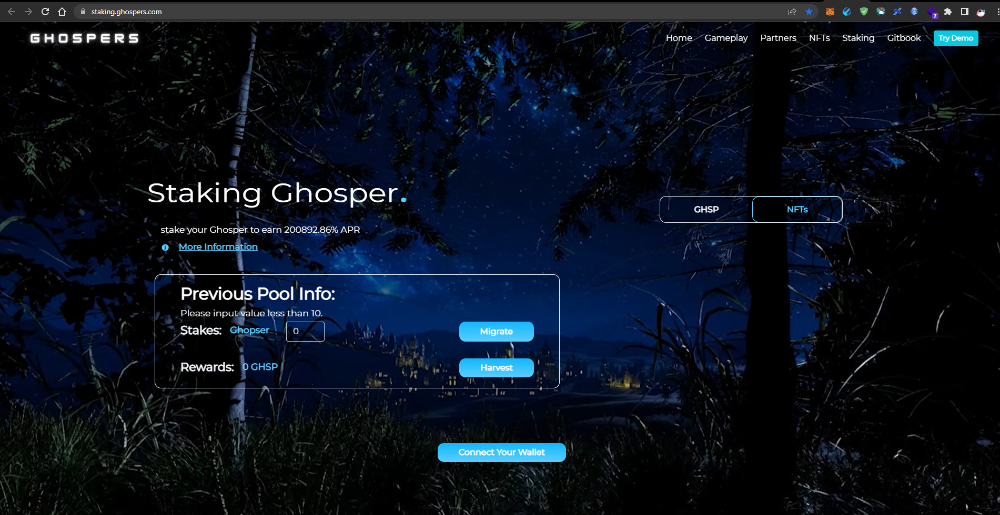 staking.ghospers.com
7
GHOSPERS
Home Gameplay Partners NFTs Staking Gitbook Try Demo
Staking Ghosper.
GHSP NFTs
stake your Ghosper to earn 200892.86% APR
More Information
Previous Pool Info:
Please input value less than 10.
Stakes: Ghopser 0 Migrate
Rewards: 0 GHSP Harvest
Connect Your Wallet